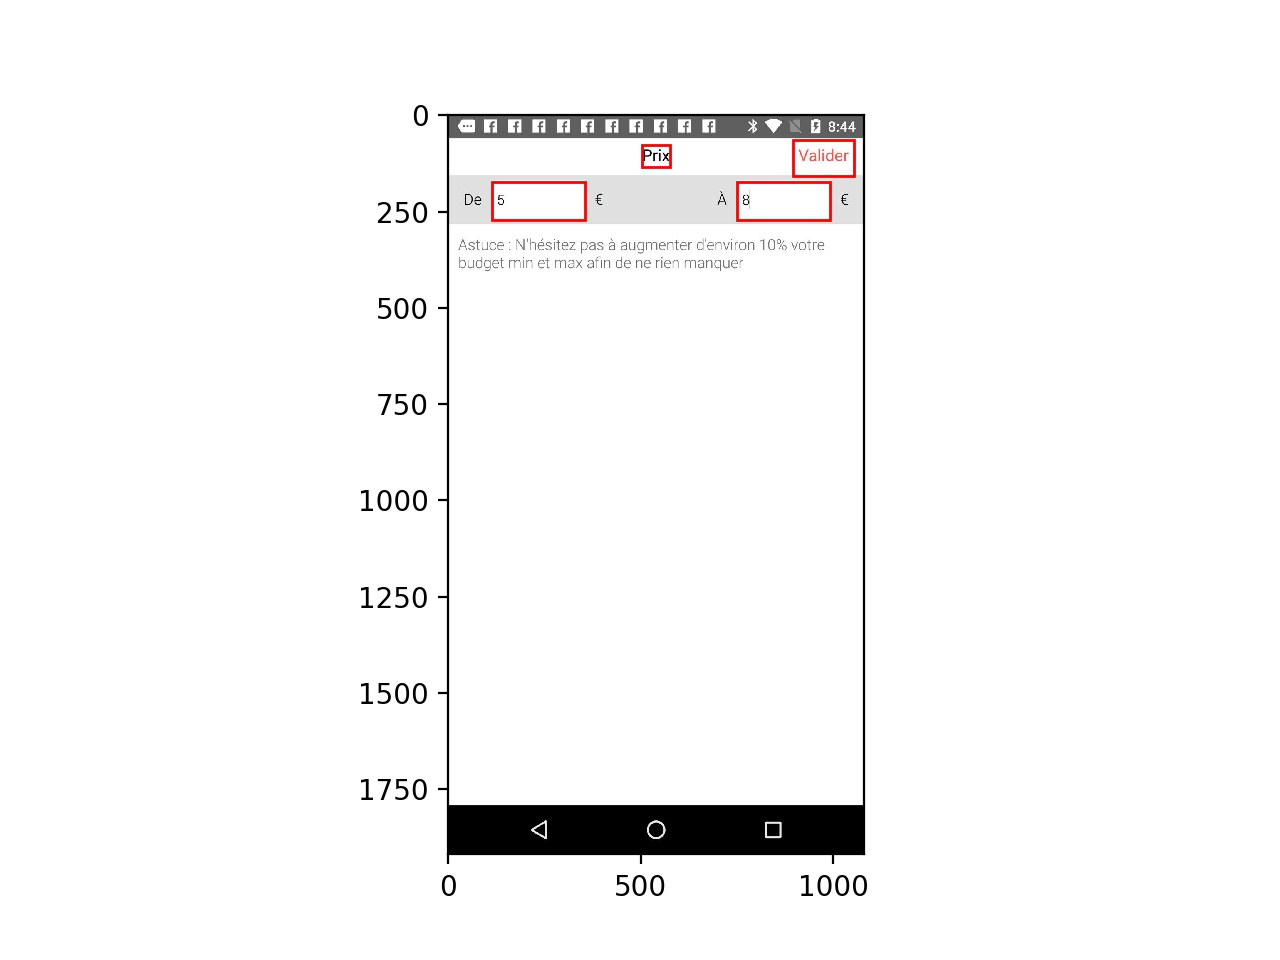 0
8:44
Prix
Valider
De 5 € À 8 €
250
Astuce : N'hésitez pas à augmenter d'environ 10% votre
budget min et max afin de ne rien manquer
500
750
1000
1250
1500
1750
0 500 1000